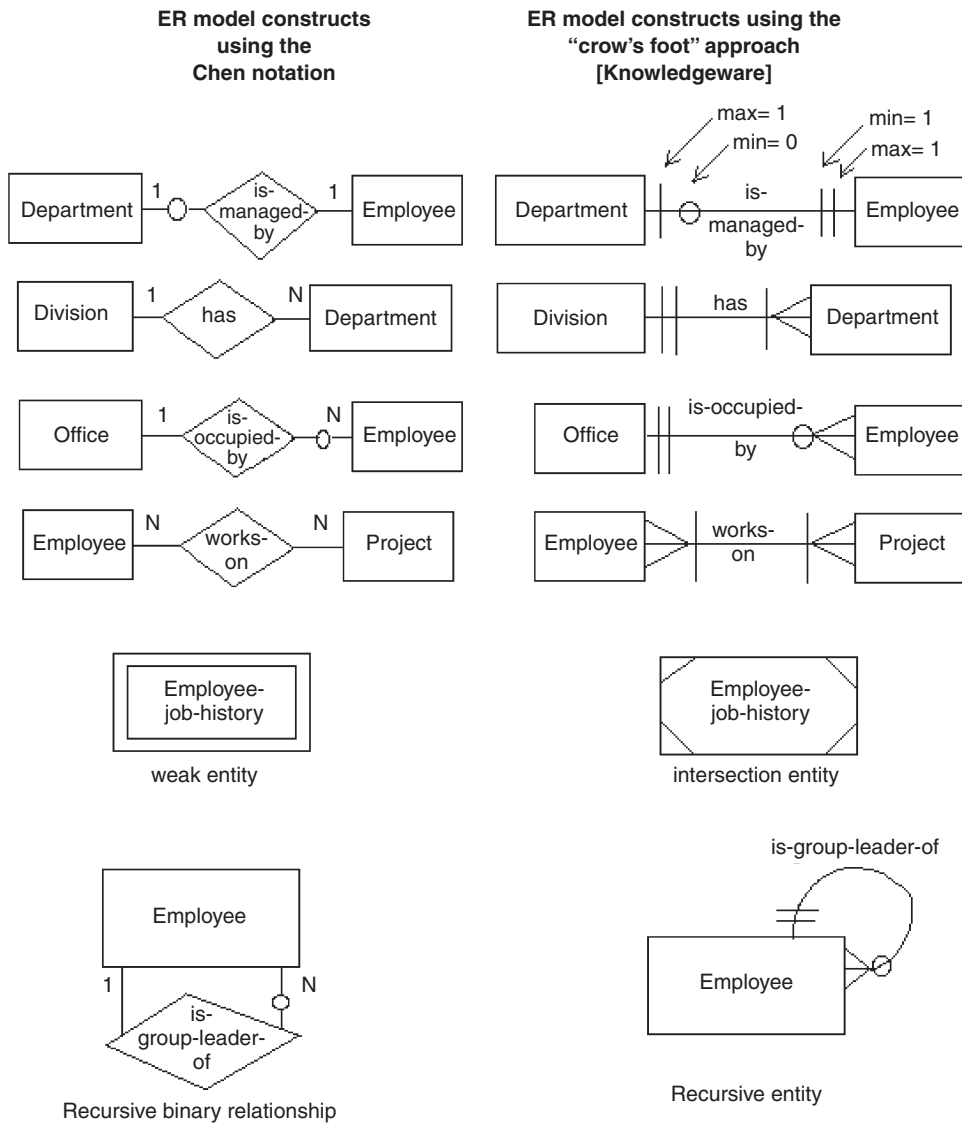 ER model constructs
using the
Chen notation
ER model constructs using the
“crow’s foot” approach
[Knowledgeware]
max= 1
min= 0
min= 1
max= 1
Department
1
is-
managed-
by
1
Employee
Department
is-
managed-
by
Employee
Division
1
has
N
Department
Division
has
Department
Office
1
is-
occupied-
by
N
Employee
Office
is-occupied-
by
Employee
Employee
N
works-
on
N
Project
Employee
works-
on
Project
Employee-
job-history
weak entity
Employee-
job-history
intersection entity
Employee
1
N
is-
group-leader-
of
Recursive binary relationship
is-group-leader-of
Employee
Recursive entity